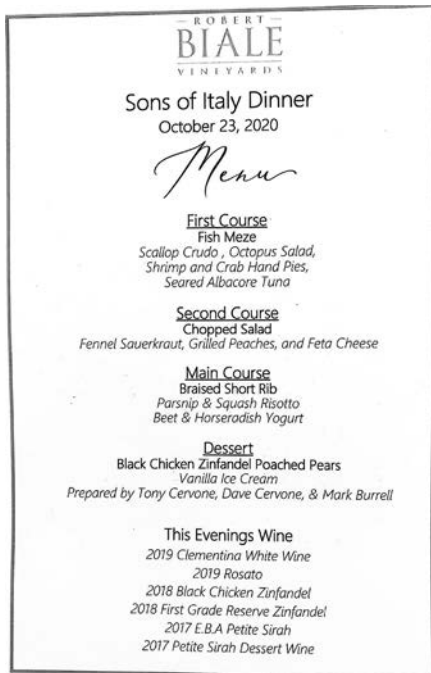 ROBERT
BIALE
VINEYARDS
Sons of Italy Dinner
October 23, 2020
Menu
First Course
Fish Meze
Scallop Crudo , Octopus Salad,
Shrimp and Crab Hand Pies,
Seared Albacore Tuna
Second Course
Chopped Salad
Fennel Sauerkraut, Grilled Peaches, and Feta Cheese
Main Course
Braised Short Rib
Parsnip & Squash Risotto
Beet & Horseradish Yogurt
Dessert
Black Chicken Zinfandel Poached Pears
Vanilla Ice Cream
Prepared by Tony Cervone, Dave Cervone, & Mark Burrell
This Evenings Wine
2019 Clementina White Wine
2019 Rosato
2018 Black Chicken Zinfandel
2018 First Grade Reserve Zinfandel
2017 E.B.A Petite Sirah
2017 Petite Sirah Dessert Wine